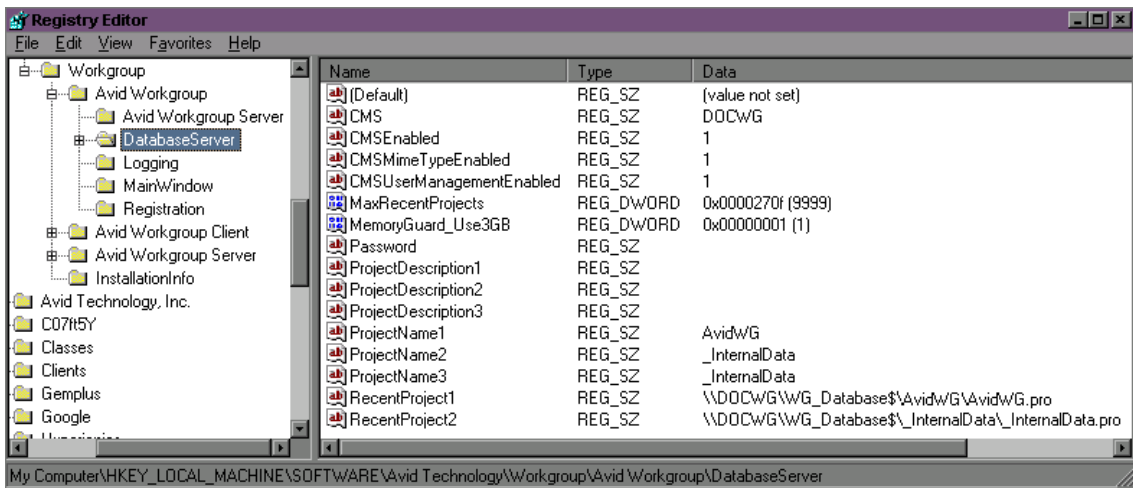 Registry Editor
File Edit View Favorites Help
Workgroup
Avid Workgroup
Avid Workgroup Server
DatabaseServer
Logging
MainWindow
Registration
Avid Workgroup Client
Avid Workgroup Server
InstallationInfo
Avid Technology, Inc.
C07ft5Y
Classes
Clients
Gemplus
Google
Name Type Data
(Default) REG_SZ (value not set)
CMS REG_SZ DOCWG
CMSEnabled REG_SZ 1
CMSMimeTypeEnabled REG_SZ 1
CMSUserManagementEnabled REG_SZ 1
MaxRecentProjects REG_DWORD 0x0000270f (9999)
MemoryGuard_Use3GB REG_DWORD 0x00000001 (1)
Password REG_SZ
ProjectDescription1 REG_SZ
ProjectDescription2 REG_SZ
ProjectDescription3 REG_SZ
ProjectName1 REG_SZ AvidWG
ProjectName2 REG_SZ _InternalData
ProjectName3 REG_SZ _InternalData
RecentProject1 REG_SZ \\DOCWG\WG_Database$\AvidWG\AvidWG.pro
RecentProject2 REG_SZ \\DOCWG\WG_Database$\_InternalData\_InternalData.pro
My Computer\HKEY_LOCAL_MACHINE\SOFTWARE\Avid Technology\Workgroup\Avid Workgroup\DatabaseServer